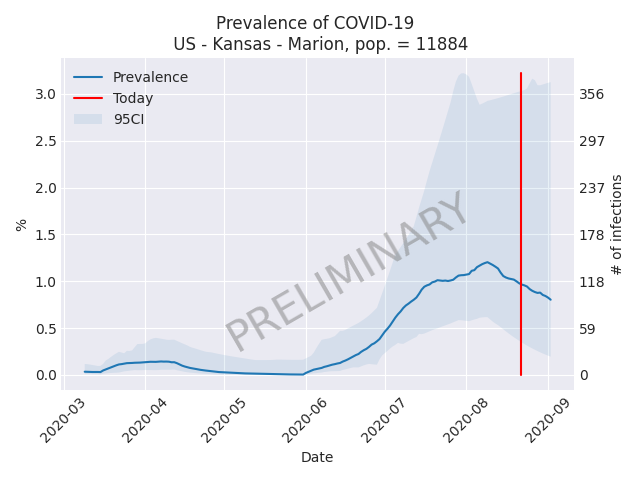 Prevalence of COVID-19
US - Kansas - Marion, pop. = 11884
Prevalence
Today
95CI
3.0
2.5
2.0
1.5
1.0
0.5
0.0
%
356
297
237
178
118
59
0
# of infections
PRELIMINARY
2020-03
2020-04
2020-05
2020-06
2020-07
2020-08
2020-09
Date